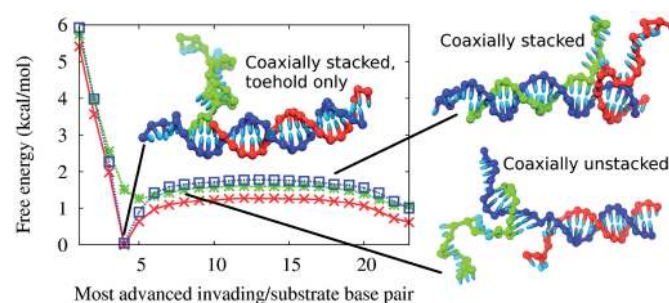 Free energy (kcal/mol)
6
5
4
3
2
1
0
5
10
15
20
Most advanced invading/substrate base pair
Coaxially stacked,
toehold only
Coaxially stacked
Coaxially unstacked